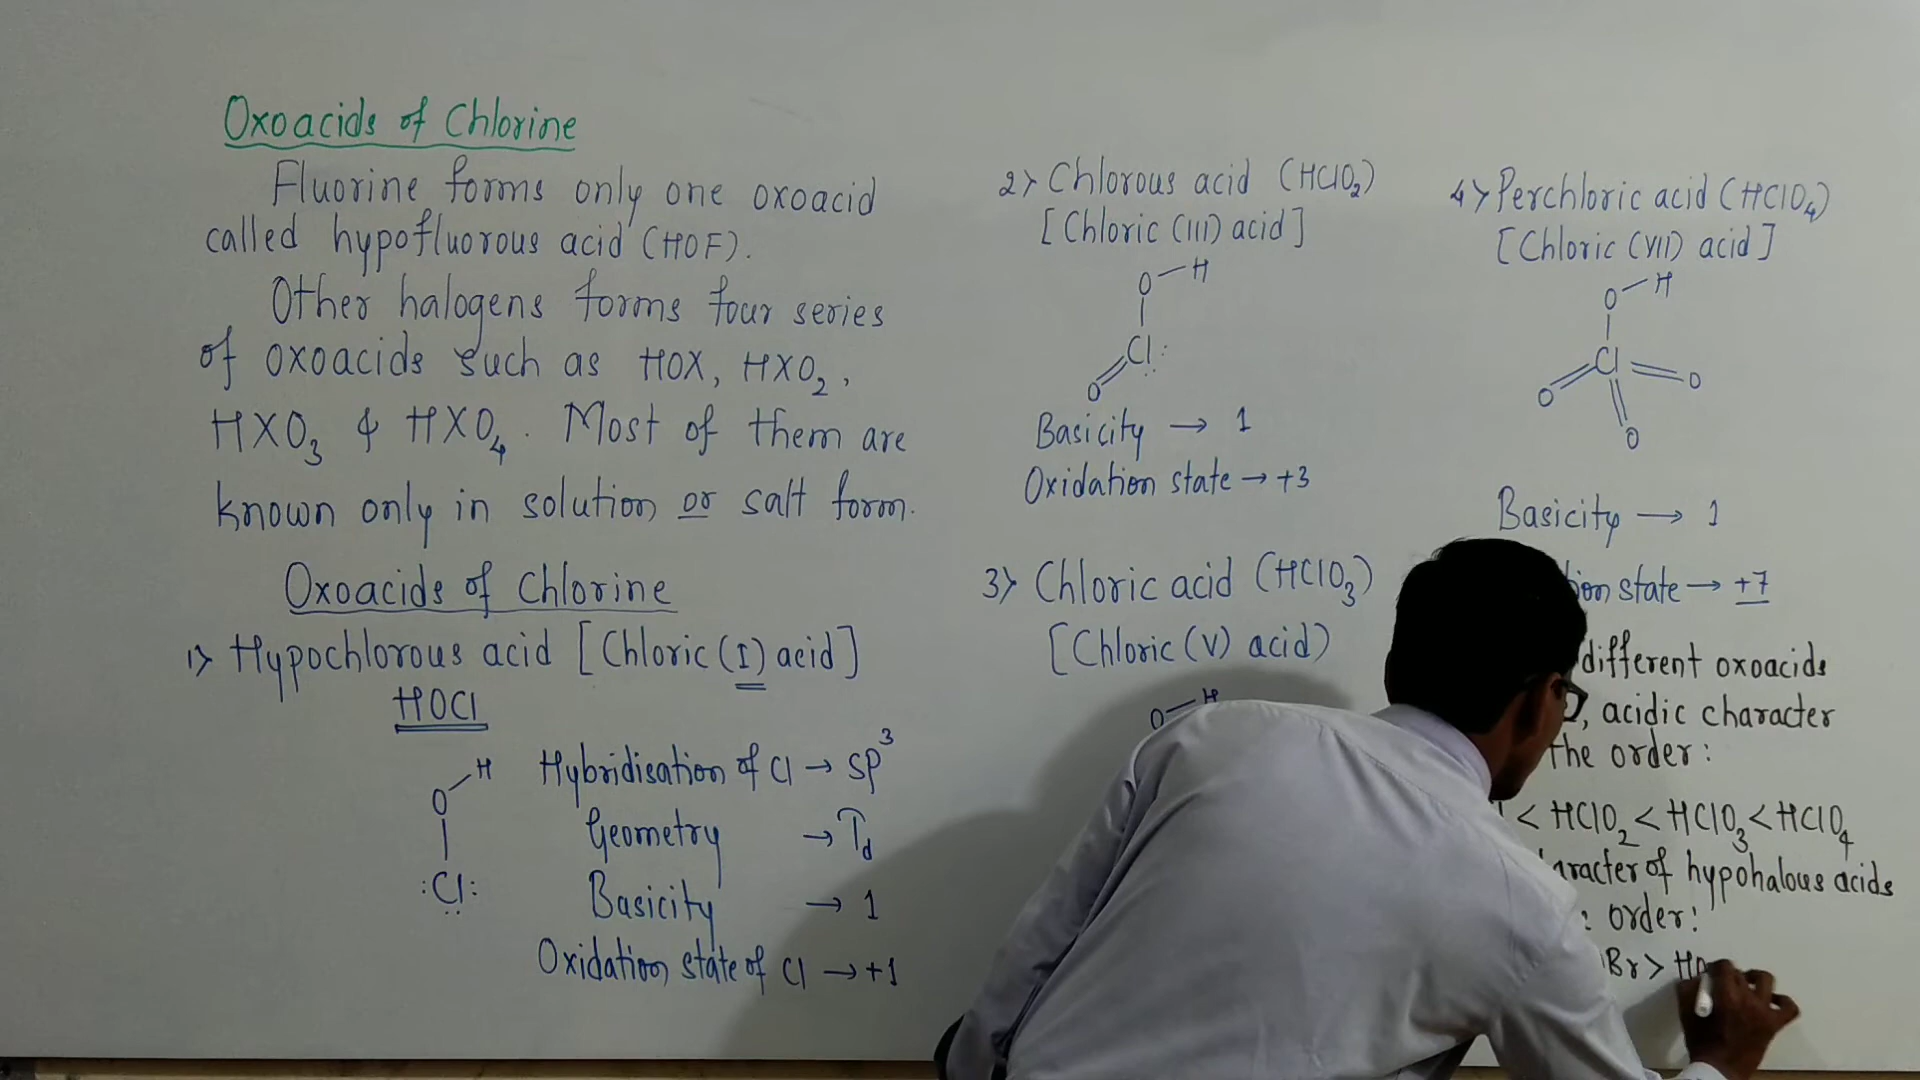 Oxoacids of Chlorine
Fluorine forms only one oxoacid
called hypofluorous acid (HOF).
Other halogens forms four series
of oxoacids such as HOX, HXO₂,
HXO₃ & HXO₄. Most of them are
known only in solution or salt form.
Oxoacids of Chlorine
1> Hypochlorous acid [Chloric (I) acid]
HOCl
H
O
:Cl:
Hybridisation of Cl → sp³
Geometry → Td
Basicity → 1
Oxidation state of Cl → +1
2> Chlorous acid (HClO₂)
[Chloric (III) acid]
O—H
Cl:
O
Basicity → 1
Oxidation state → +3
3> Chloric acid (HClO₃)
[Chloric (V) acid)
O—H
4> Perchloric acid (HClO₄)
[Chloric (VII) acid]
O—H
Cl
O O
O
Basicity → 1
state → +7
different oxoacids
, acidic character
the order:
< HClO₂ < HClO₃ < HClO₄
of hypohalous acids
order:
Br >